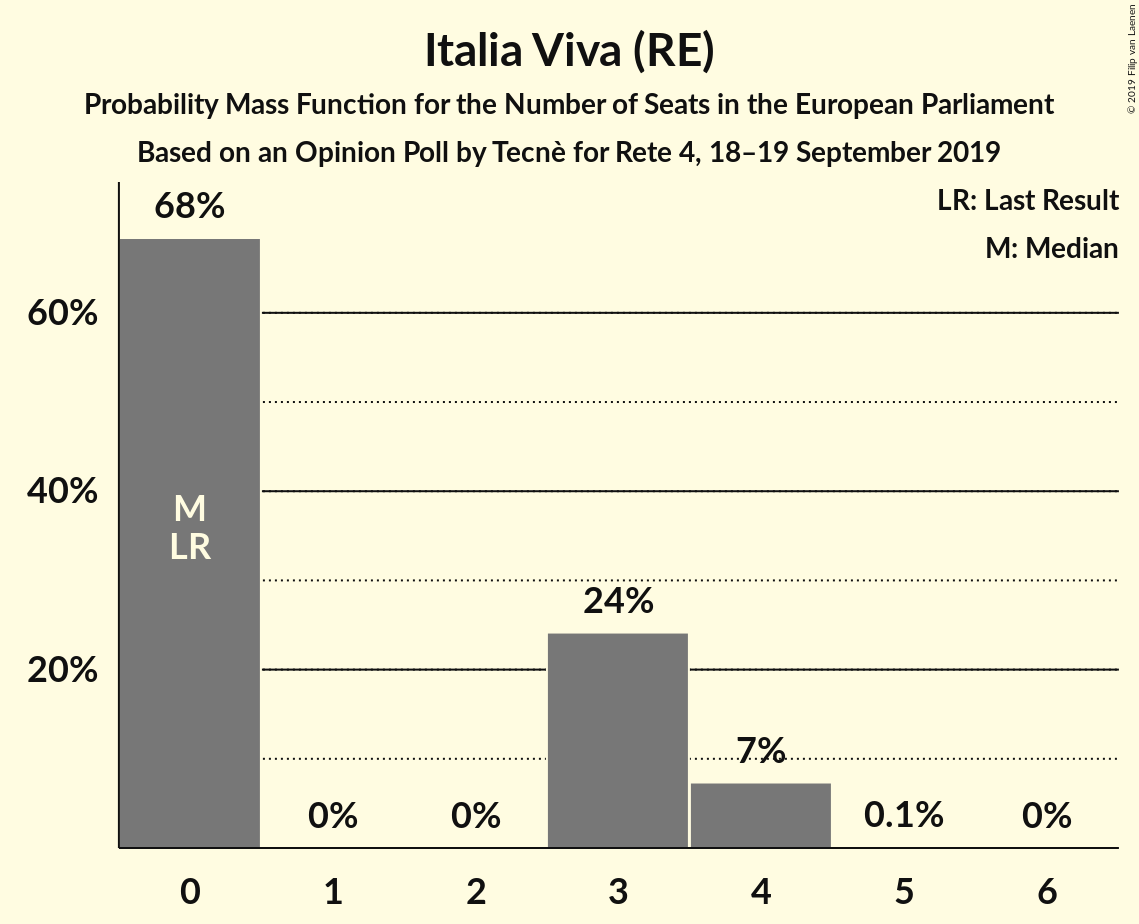 Italia Viva (RE)
Probability Mass Function for the Number of Seats in the European Parliament
Based on an Opinion Poll by Tecnè for Rete 4, 18–19 September 2019
© 2019 Filip van Laenen
LR: Last Result
M: Median
68%
60%
40%
20%
M
LR
0%
0%
24%
7%
0.1%
0%
0 1 2 3 4 5 6